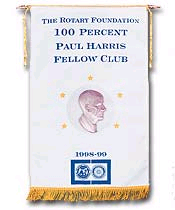 THE ROTARY FOUNDATION
100 PERCENT
PAUL HARRIS
FELLOW CLUB
1998-99